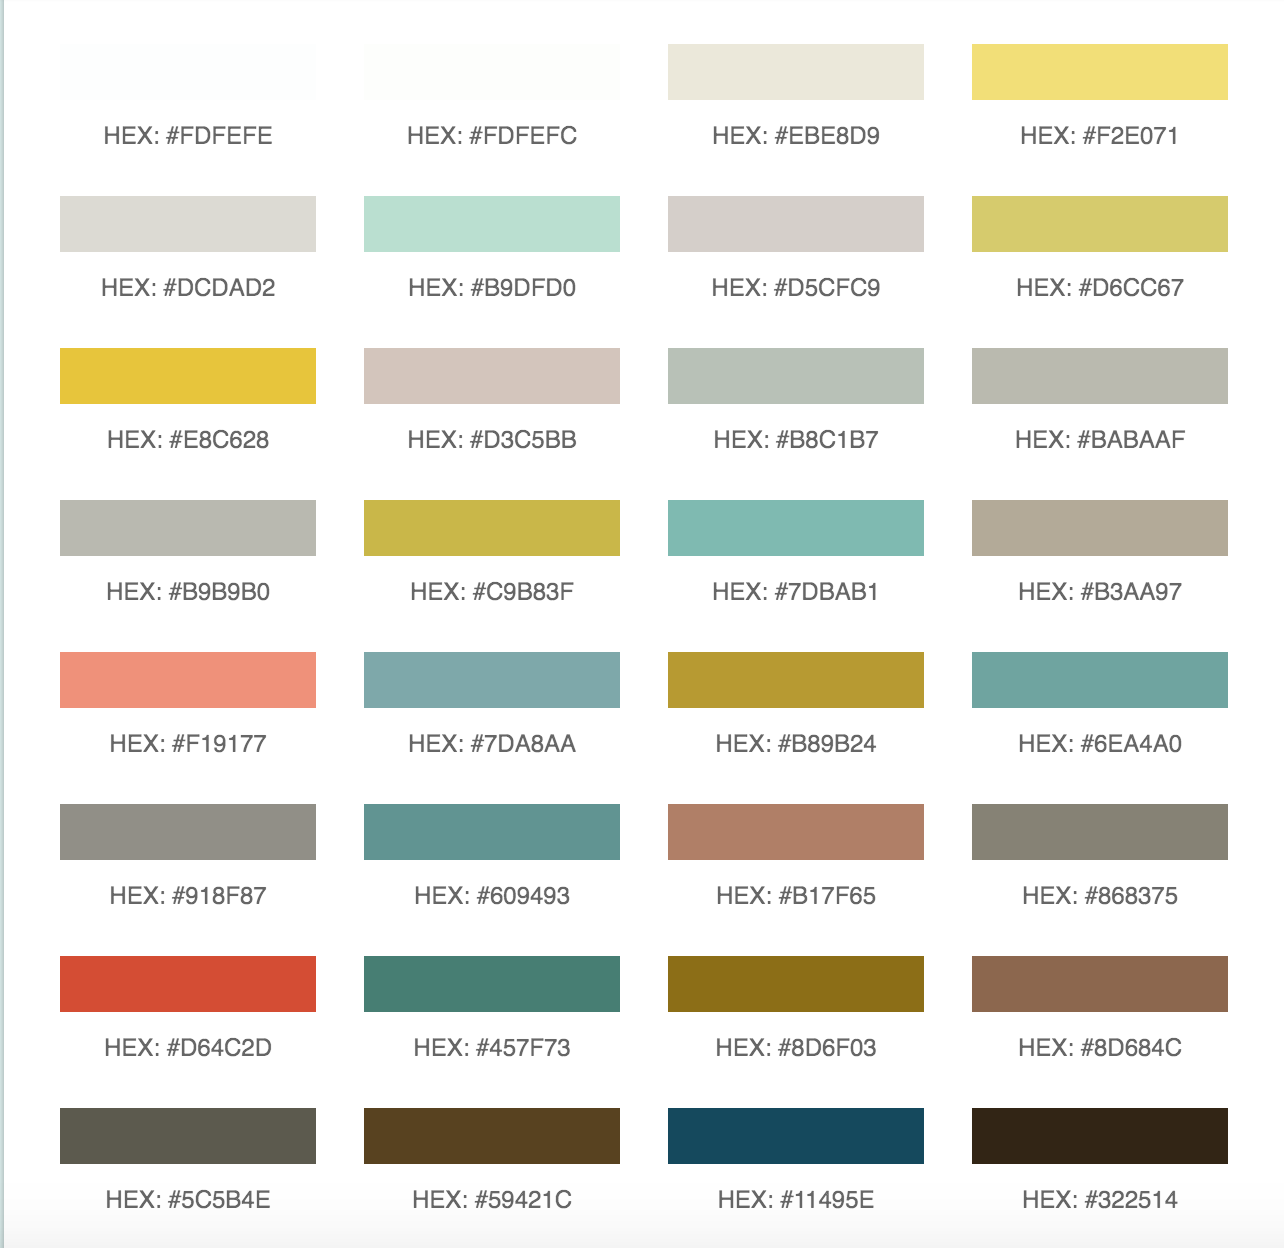 HEX: #FDFEFE
HEX: #FDFEFC
HEX: #EBE8D9
HEX: #F2E071
HEX: #DCDAD2
HEX: #B9DFD0
HEX: #D5CFC9
HEX: #D6CC67
HEX: #E8C628
HEX: #D3C5BB
HEX: #B8C1B7
HEX: #BABAAF
HEX: #B9B9B0
HEX: #C9B83F
HEX: #7DBAB1
HEX: #B3AA97
HEX: #F19177
HEX: #7DA8AA
HEX: #B89B24
HEX: #6EA4A0
HEX: #918F87
HEX: #609493
HEX: #B17F65
HEX: #868375
HEX: #D64C2D
HEX: #457F73
HEX: #8D6F03
HEX: #8D684C
HEX: #5C5B4E
HEX: #59421C
HEX: #11495E
HEX: #322514